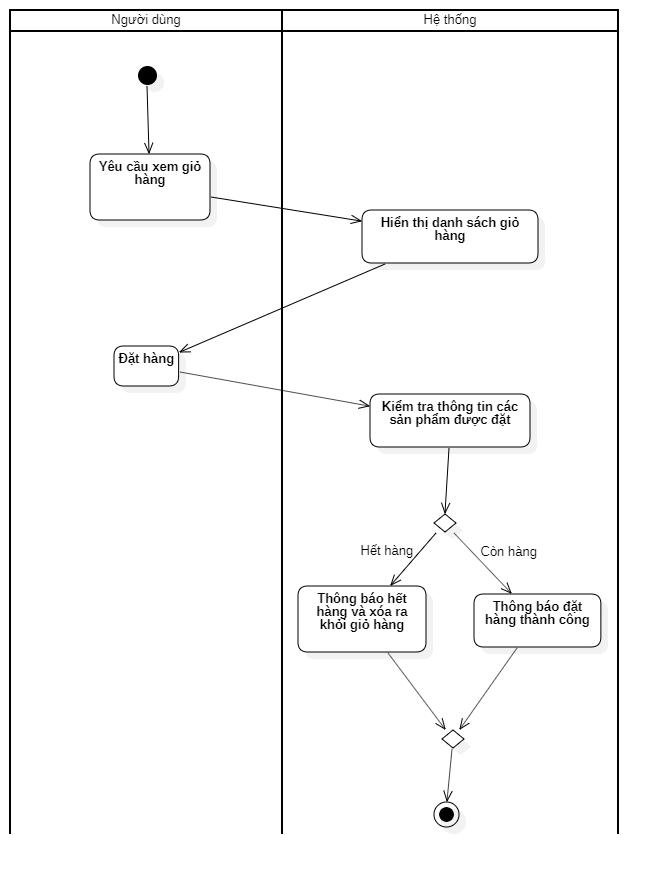 Người dùng
Hệ thống
Yêu cầu xem giỏ
hàng
Hiển thị danh sách giỏ
hàng
Đặt hàng
Kiểm tra thông tin các
sản phẩm được đặt
Hết hàng
Còn hàng
Thông báo hết
hàng và xóa ra
khỏi giỏ hàng
Thông báo đặt
hàng thành công